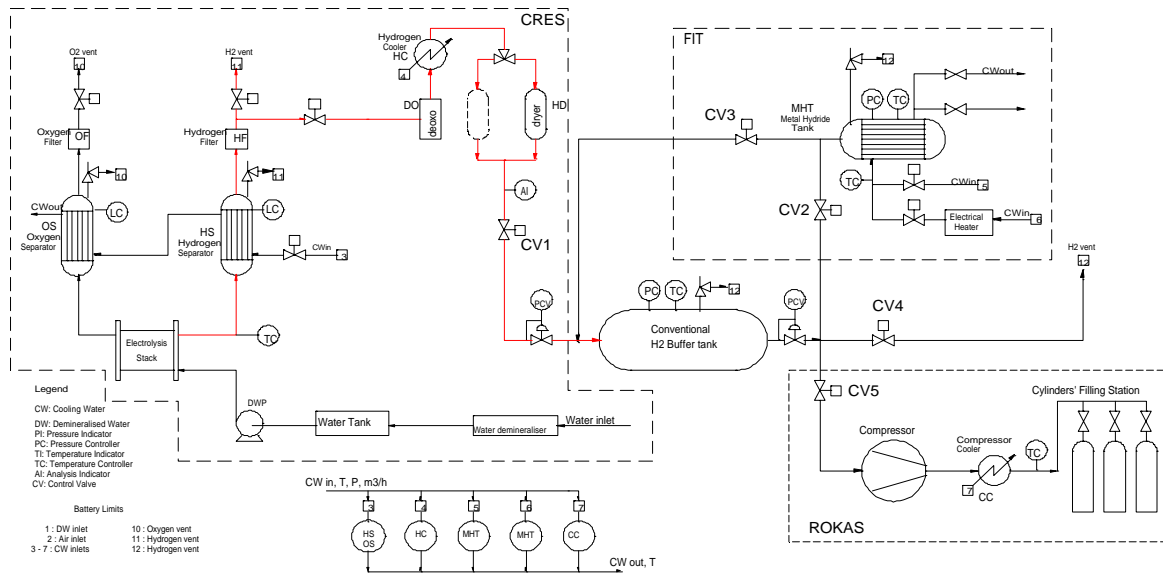 CRES
O2 vent
10
H2 vent
11
Hydrogen
Cooler
HC
4
DO
deoxo
dryer
HD
Oxygen
Filter
OF
Hydrogen
Filter
HF
10
11
AI
CWout
LC
LC
OS
Oxygen
Separator
HS
Hydrogen
Separator
CWin
3
CV1
PCV
Electrolysis
Stack
TC
DWP
Water Tank
Water demineraliser
Water inlet
FIT
12
CWout
MHT
Metal Hydride
Tank
PC
TC
CV3
TC
CWin
5
CV2
Electrical
Heater
CWin
6
H2 vent
12
PC
TC
12
Conventional
H2 Buffer tank
PCV
CV4
CV5
Cylinders' Filling Station
Compressor
Compressor
Cooler
TC
7
CC
ROKAS
Legend
CW: Cooling Water
DW: Demineralised Water
PI: Pressure Indicator
PC: Pressure Controller
TI: Temperature Indicator
TC: Temperature Controller
AI: Analysis Indicator
CV: Control Valve
Battery Limits
1 : DW inlet
2 : Air inlet
3 - 7 : CW inlets
10 : Oxygen vent
11 : Hydrogen vent
12 : Hydrogen vent
CW in, T, P, m3/h
3
4
5
6
7
HS
OS
HC
MHT
MHT
CC
CW out, T